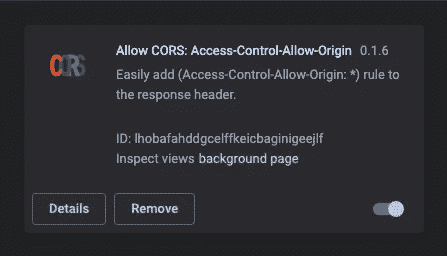 CORS
Allow CORS: Access-Control-Allow-Origin 0.1.6
Easily add (Access-Control-Allow-Origin: *) rule to
the response header.
ID: lhobafahddgcelffkeicbaginigeejlf
Inspect views background page
Details Remove